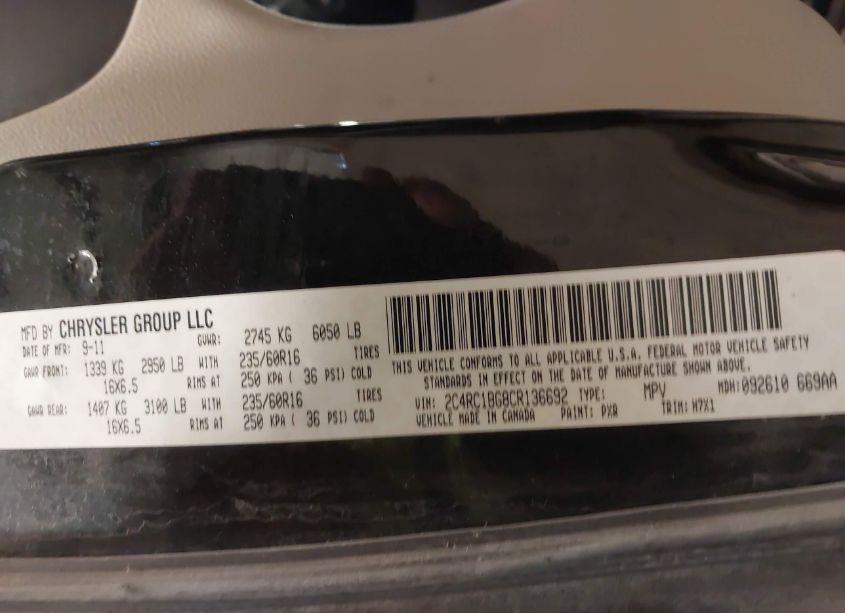 MFD BY CHRYSLER GROUP LLC
DATE OF MFR: 9-11 GVWR: 2745 KG 6050 LB
GAWR FRONT: 1339 KG 2950 LB WITH 235/60R16 TIRES
16X6.5 RIMS AT 250 KPA ( 36 PSI) COLD
GAWR REAR: 1407 KG 3100 LB WITH 235/60R16 TIRES
16X6.5 RIMS AT 250 KPA ( 36 PSI) COLD
THIS VEHICLE CONFORMS TO ALL APPLICABLE U.S.A. FEDERAL MOTOR VEHICLE SAFETY
STANDARDS IN EFFECT ON THE DATE OF MANUFACTURE SHOWN ABOVE.
VIN: 2C4RC1BG8CR136692 TYPE: MPV MDH:092610 669AA
VEHICLE MADE IN CANADA PAINT: PXR TRIM: H7X1